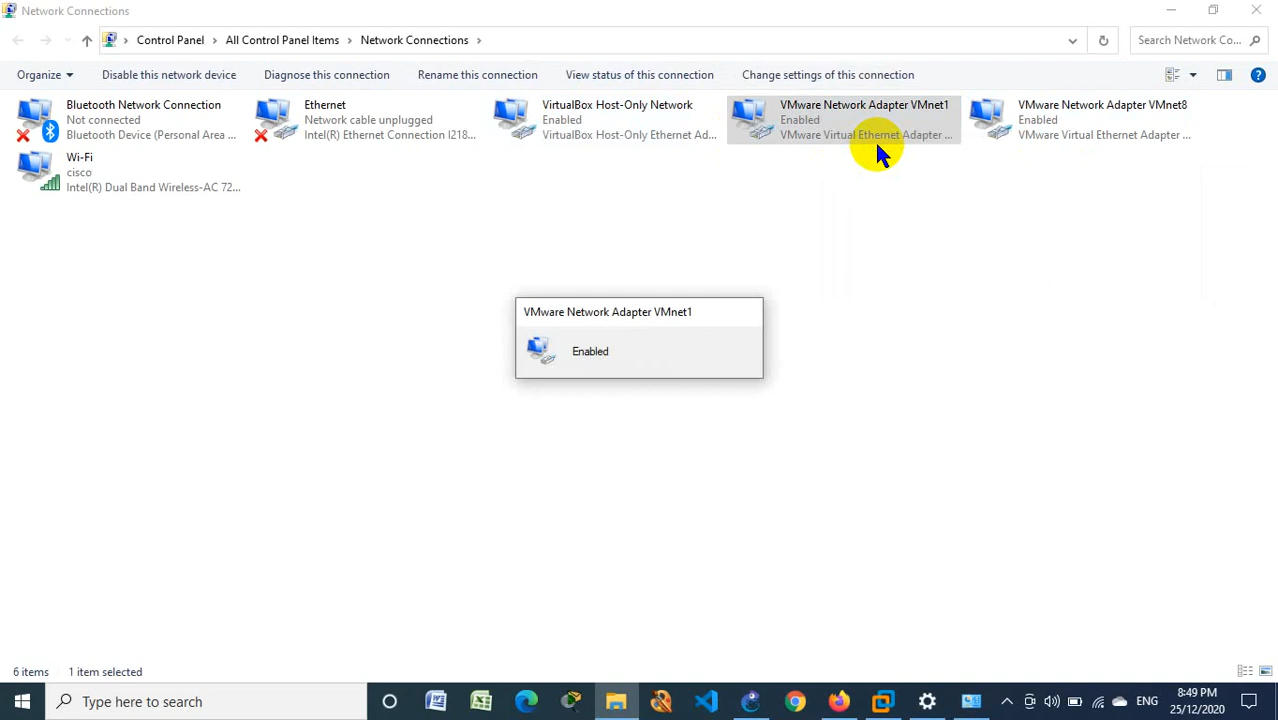 Network Connections
Control Panel > All Control Panel Items > Network Connections >
Search Network Co...
Organize
Disable this network device
Diagnose this connection
Rename this connection
View status of this connection
Change settings of this connection
Bluetooth Network Connection
Not connected
Bluetooth Device (Personal Area ...
Ethernet
Network cable unplugged
Intel(R) Ethernet Connection I218...
VirtualBox Host-Only Network
Enabled
VirtualBox Host-Only Ethernet Ad...
VMware Network Adapter VMnet1
Enabled
VMware Virtual Ethernet Adapter ...
VMware Network Adapter VMnet8
Enabled
VMware Virtual Ethernet Adapter ...
Wi-Fi
cisco
Intel(R) Dual Band Wireless-AC 72...
VMware Network Adapter VMnet1
Enabled
6 items
1 item selected
Type here to search
ENG
8:49 PM
25/12/2020